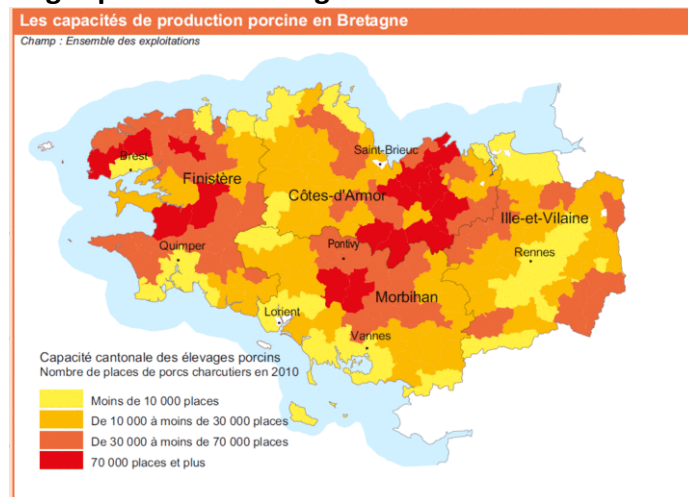 Les capacités de production porcine en Bretagne
Champ : Ensemble des exploitations
Saint-Brieuc
Brest
Finistère
Côtes-d'Armor
Ille-et-Vilaine
Quimper
Pontivy
Rennes
Morbihan
Lorient
Vannes
Capacité cantonale des élevages porcins
Nombre de places de porcs charcutiers en 2010
Moins de 10 000 places
De 10 000 à moins de 30 000 places
De 30 000 à moins de 70 000 places
70 000 places et plus